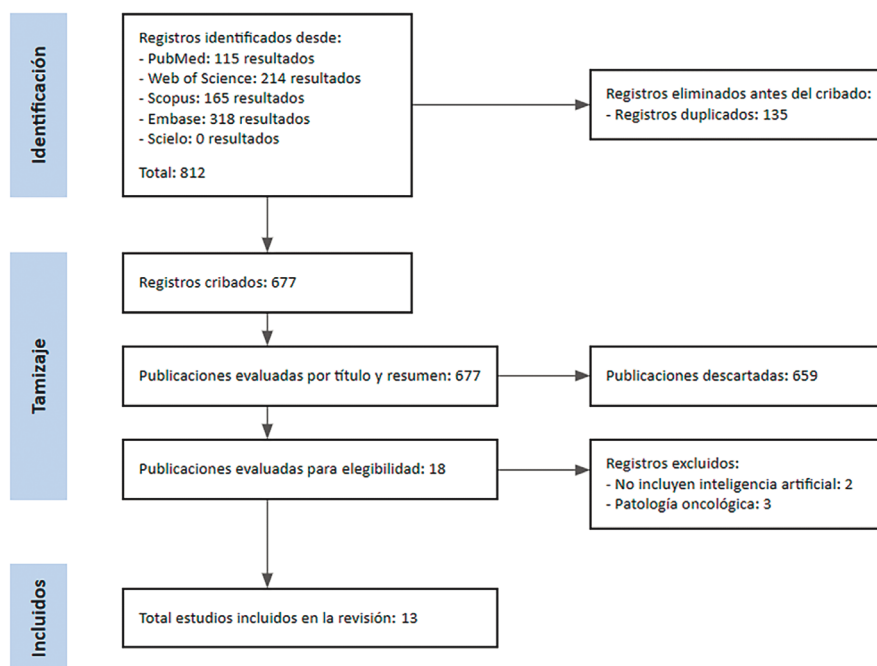 Identificación
Registros identificados desde:
- PubMed: 115 resultados
- Web of Science: 214 resultados
- Scopus: 165 resultados
- Embase: 318 resultados
- Scielo: 0 resultados
Total: 812
Registros eliminados antes del cribado:
- Registros duplicados: 135
Tamizaje
Registros cribados: 677
Publicaciones evaluadas por título y resumen: 677
Publicaciones descartadas: 659
Publicaciones evaluadas para elegibilidad: 18
Registros excluidos:
- No incluyen inteligencia artificial: 2
- Patología oncológica: 3
Incluidos
Total estudios incluidos en la revisión: 13